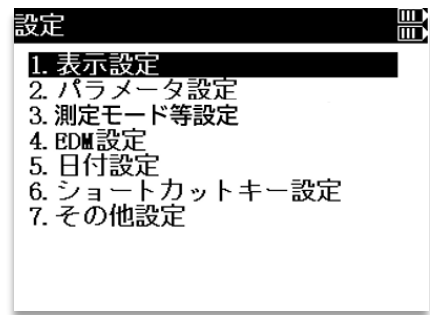 設定
1. 表示設定
2. パラメータ設定
3. 測定モード等設定
4. EDM設定
5. 日付設定
6. ショートカットキー設定
7. その他設定